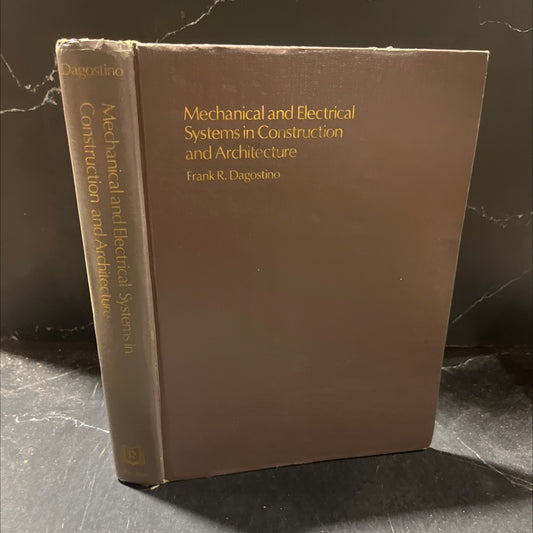 Dagostino
Mechanical and Electrical Systems in
Construction and Architecture
Mechanical and Electrical
Systems in Construction
and Architecture
Frank R. Dagostino